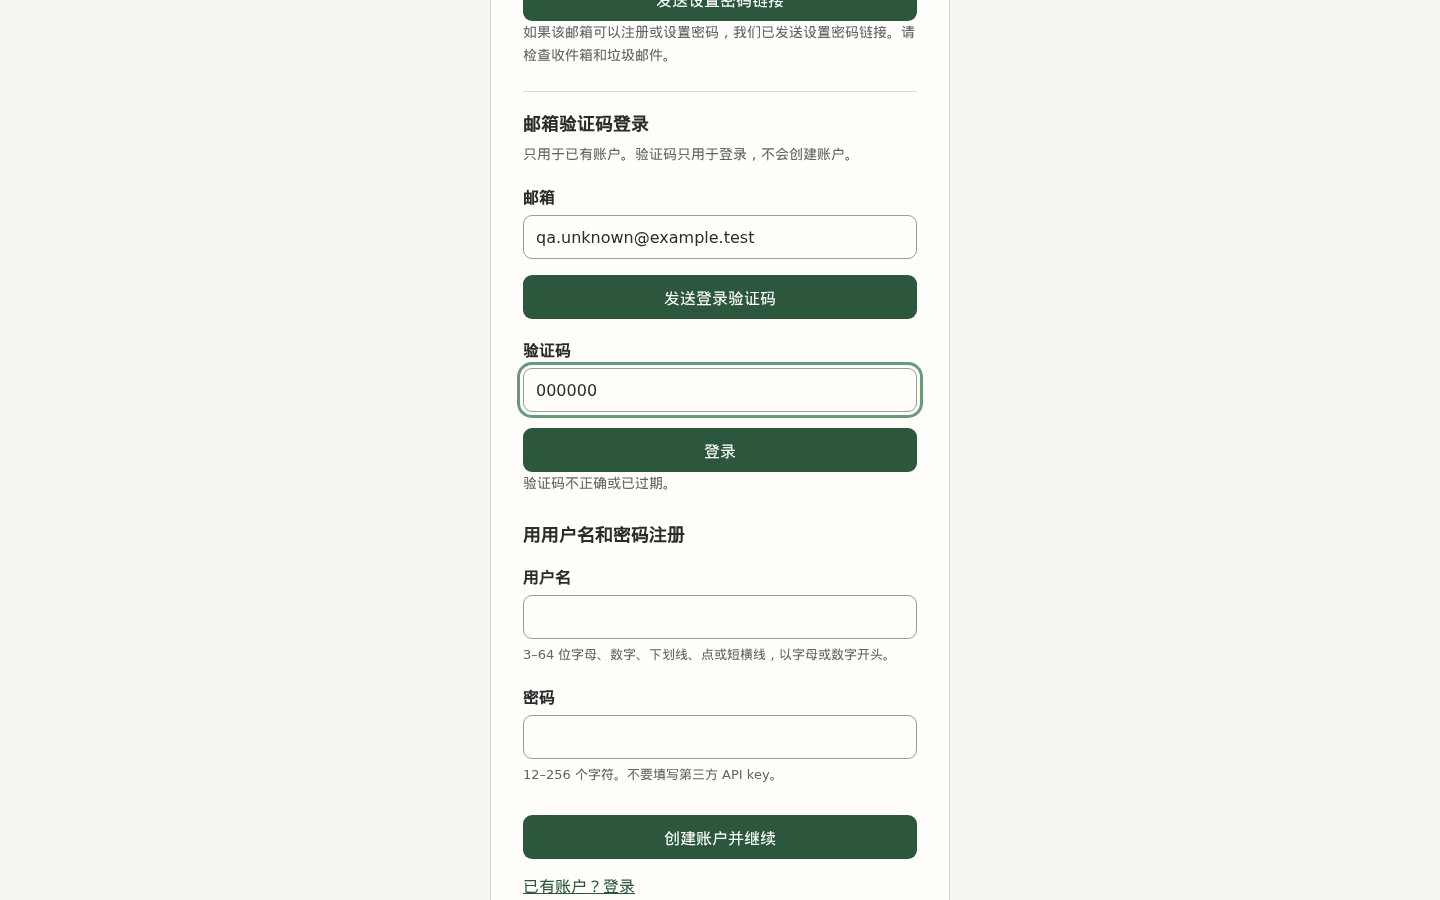 发送设置密码链接
如果该邮箱可以注册或设置密码，我们已发送设置密码链接。请
检查收件箱和垃圾邮件。
邮箱验证码登录
只用于已有账户。验证码只用于登录，不会创建账户。
邮箱
qa.unknown@example.test
发送登录验证码
验证码
000000
登录
验证码不正确或已过期。
用用户名和密码注册
用户名
3–64 位字母、数字、下划线、点或短横线，以字母或数字开头。
密码
12–256 个字符。不要填写第三方 API key。
创建账户并继续
已有账户？登录